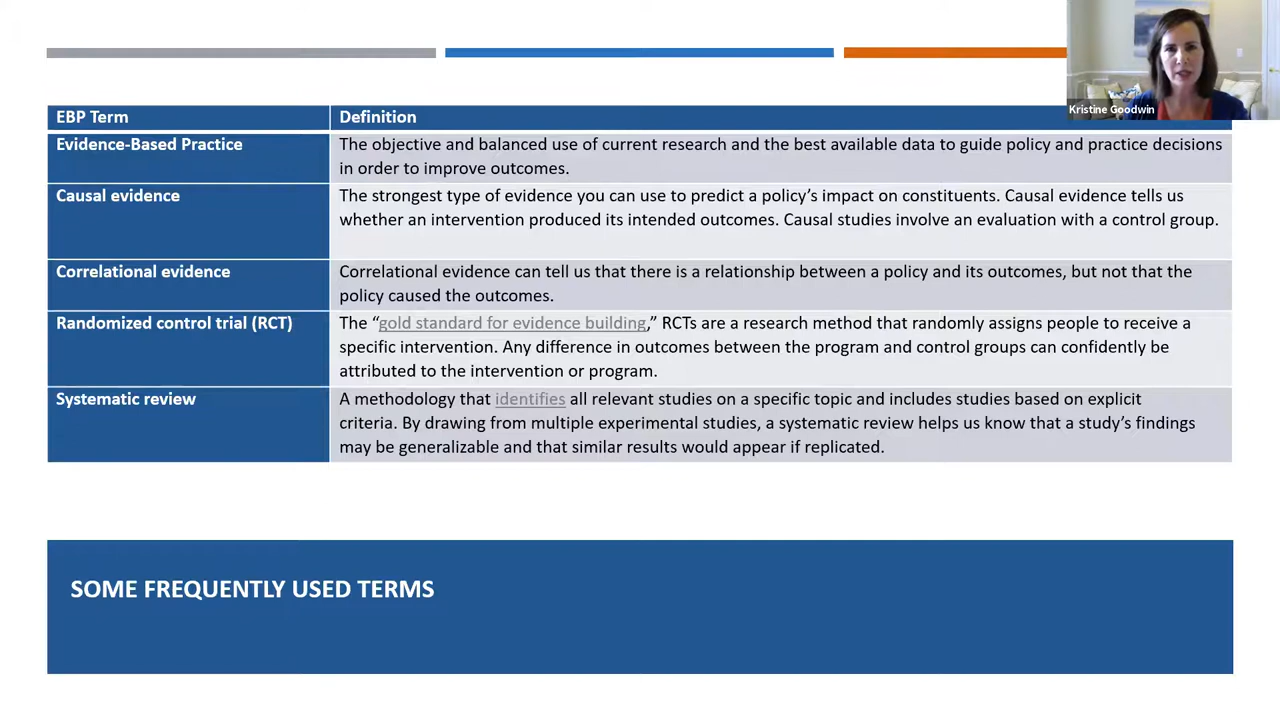 Kristine Goodwin
EBP Term
Definition
Evidence-Based Practice
The objective and balanced use of current research and the best available data to guide policy and practice decisions
in order to improve outcomes.
Causal evidence
The strongest type of evidence you can use to predict a policy’s impact on constituents. Causal evidence tells us
whether an intervention produced its intended outcomes. Causal studies involve an evaluation with a control group.
Correlational evidence
Correlational evidence can tell us that there is a relationship between a policy and its outcomes, but not that the
policy caused the outcomes.
Randomized control trial (RCT)
The “gold standard for evidence building,” RCTs are a research method that randomly assigns people to receive a
specific intervention. Any difference in outcomes between the program and control groups can confidently be
attributed to the intervention or program.
Systematic review
A methodology that identifies all relevant studies on a specific topic and includes studies based on explicit
criteria. By drawing from multiple experimental studies, a systematic review helps us know that a study’s findings
may be generalizable and that similar results would appear if replicated.
SOME FREQUENTLY USED TERMS